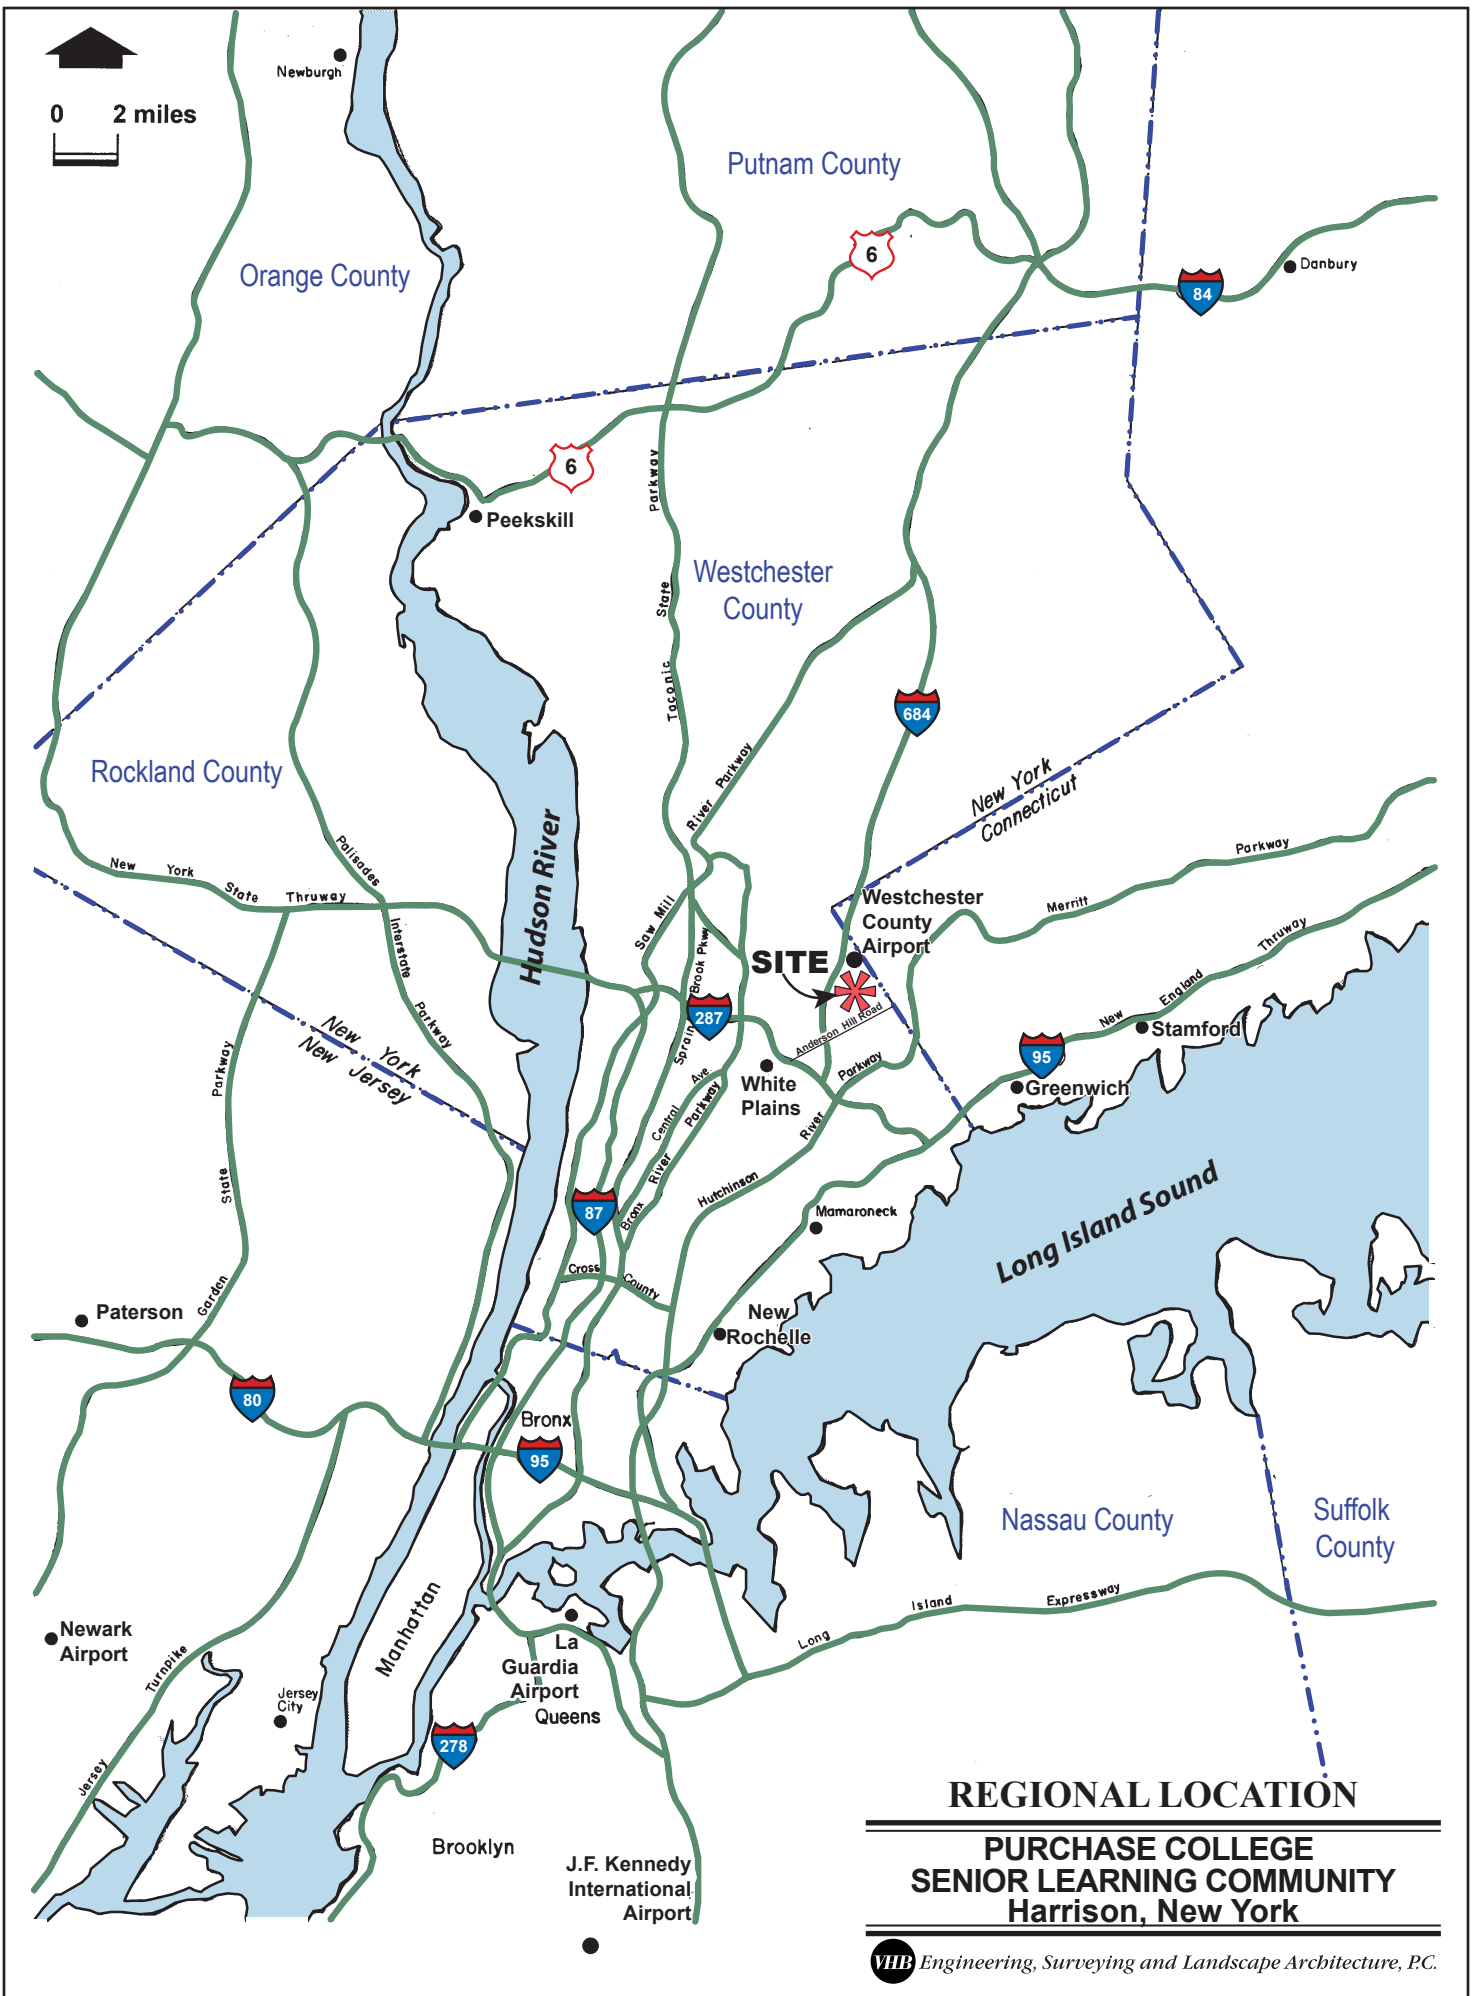 Newburgh
0 2 miles
Putnam County
6
Orange County
Danbury
84
6
Parkway
Peekskill
Westchester
County
State
Taconic
684
Rockland County
River Parkway
New York
Connecticut
Hudson River
Palisades
Parkway
New York State Thruway
Merritt
Westchester
County
Airport
Saw Mill
Interstate
Parkway
Brook Pkwy
Sprain
SITE
Thruway
England
New
287
Anderson Hill Road
Stamford
New York
New Jersey
95
Parkway
State
Garden
Ave.
Central
White
Plains
Parkway
River
Hutchinson
Greenwich
Parkway
River
Bronx
87
Mamaroneck
Long Island Sound
Cross County
Paterson
New
Rochelle
80
Bronx
95
Nassau County
Suffolk
County
Manhattan
Long Island Expressway
Newark
Airport
La
Guardia
Airport
Queens
Turnpike
Jersey
Jersey
City
278
Brooklyn
J.F. Kennedy
International
Airport
REGIONAL LOCATION
PURCHASE COLLEGE
SENIOR LEARNING COMMUNITY
Harrison, New York
VHB Engineering, Surveying and Landscape Architecture, P.C.